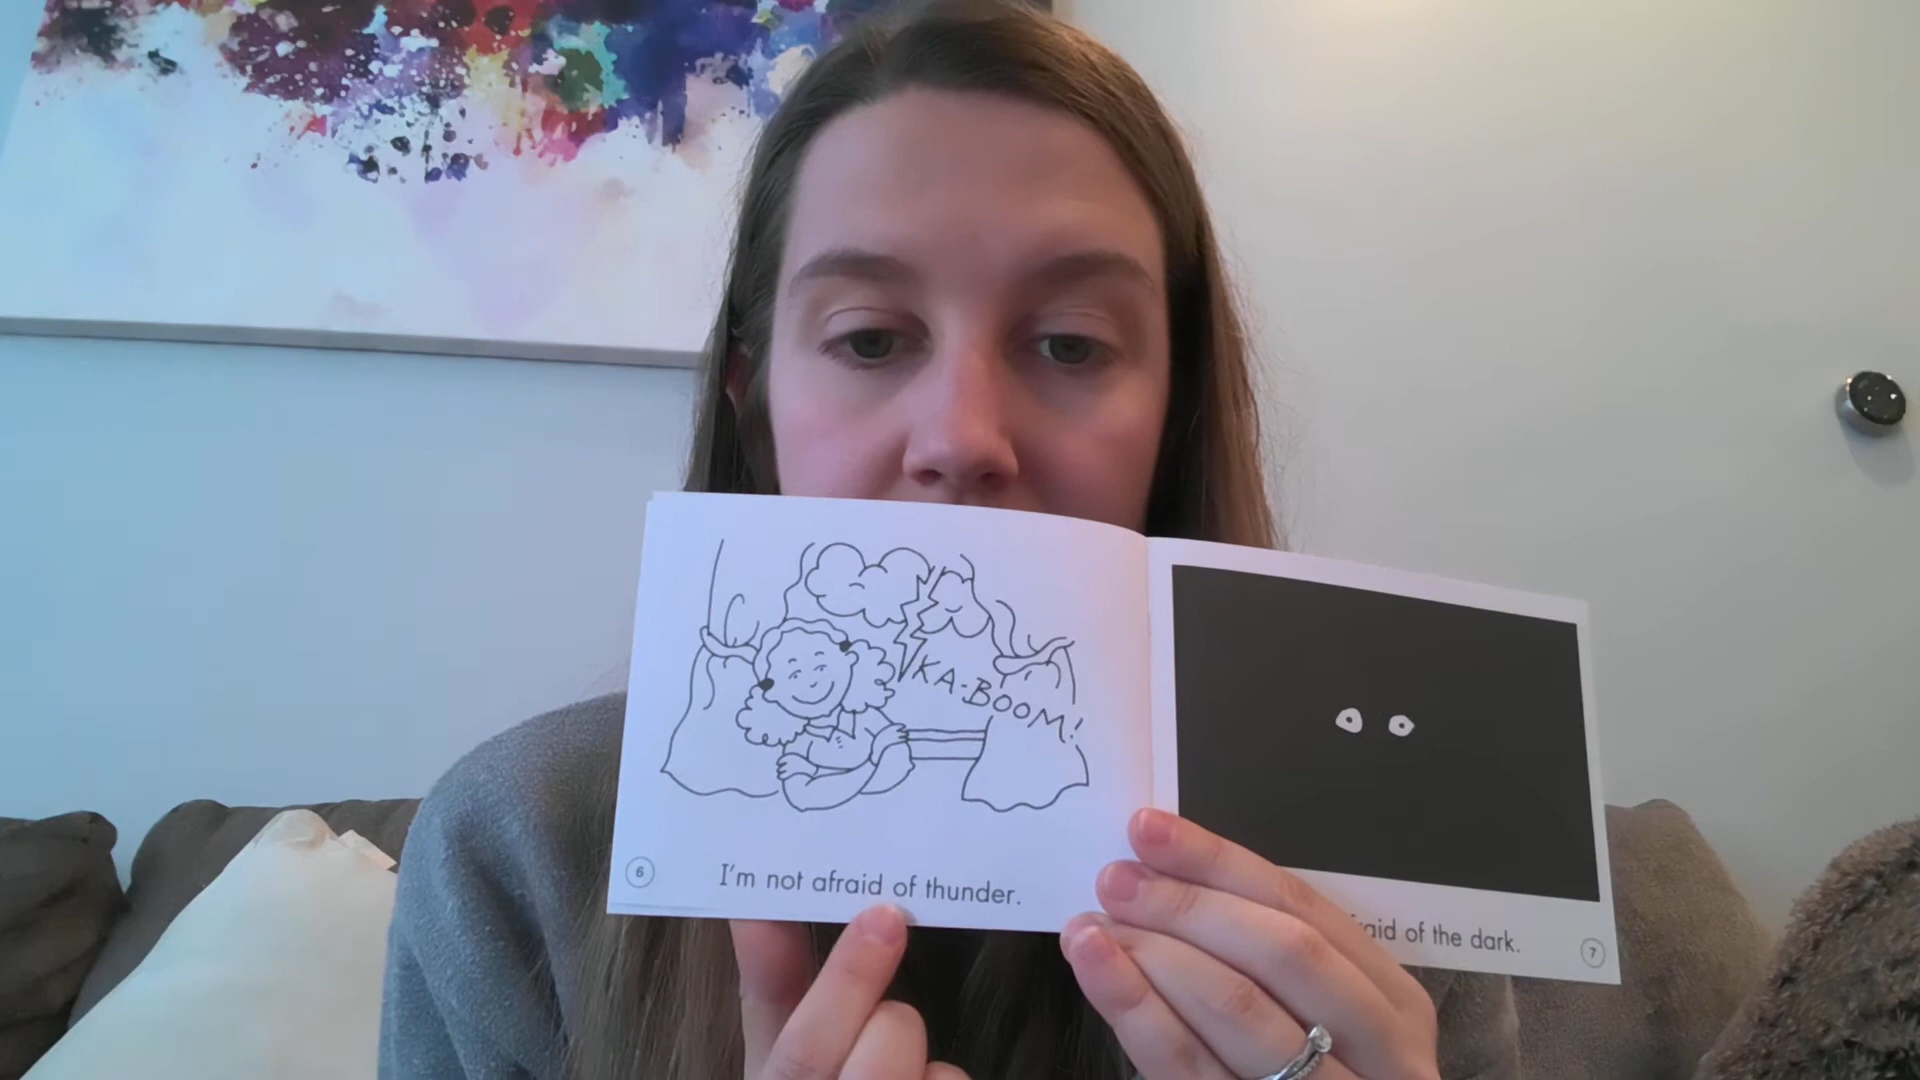 KA-BOOM!
6
I'm not afraid of thunder.
of the dark.
7